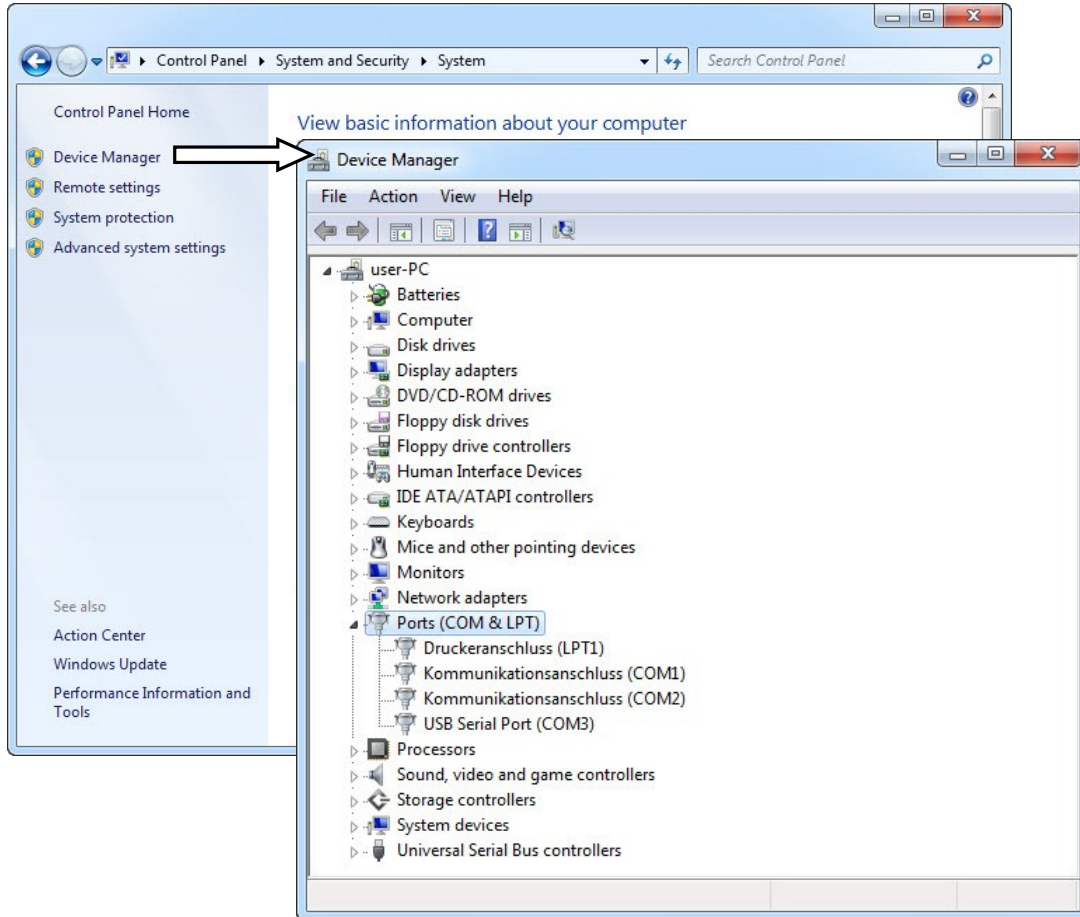 Control Panel System and Security System
Search Control Panel
Control Panel Home
View basic information about your computer
Device Manager
Remote settings
System protection
Advanced system settings
See also
Action Center
Windows Update
Performance Information and
Tools
Device Manager
File Action View Help
user-PC
Batteries
Computer
Disk drives
Display adapters
DVD/CD-ROM drives
Floppy disk drives
Floppy drive controllers
Human Interface Devices
IDE ATA/ATAPI controllers
Keyboards
Mice and other pointing devices
Monitors
Network adapters
Ports (COM & LPT)
Druckeranschluss (LPT1)
Kommunikationsanschluss (COM1)
Kommunikationsanschluss (COM2)
USB Serial Port (COM3)
Processors
Sound, video and game controllers
Storage controllers
System devices
Universal Serial Bus controllers